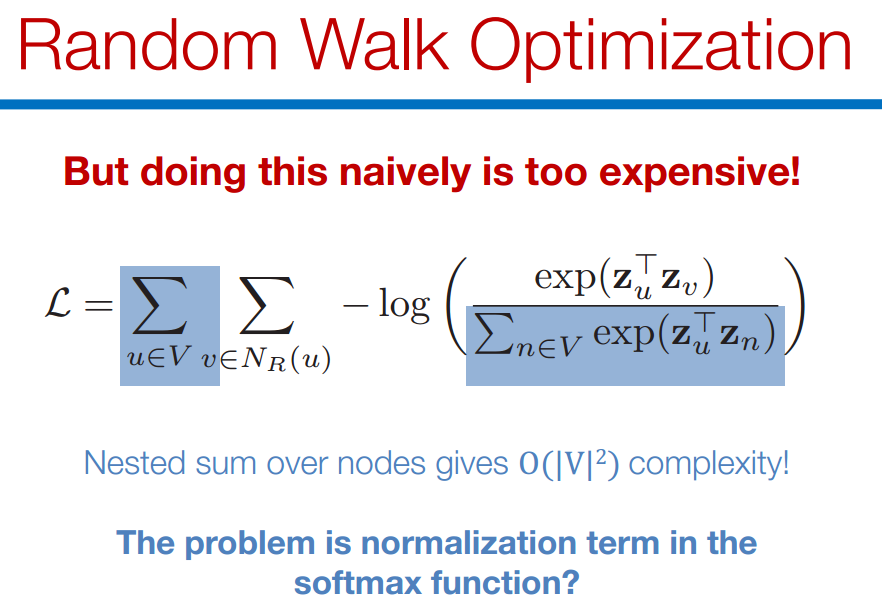 Random Walk Optimization
But doing this naively is too expensive!
$\mathcal{L} = \sum_{u \in V} \sum_{v \in N_R(u)} -\log\left(\frac{\exp(\mathbf{z}_u^\top \mathbf{z}_v)}{\sum_{n \in V} \exp(\mathbf{z}_u^\top \mathbf{z}_n)}\right)$
Nested sum over nodes gives O(|V|²) complexity!
The problem is normalization term in the
softmax function?